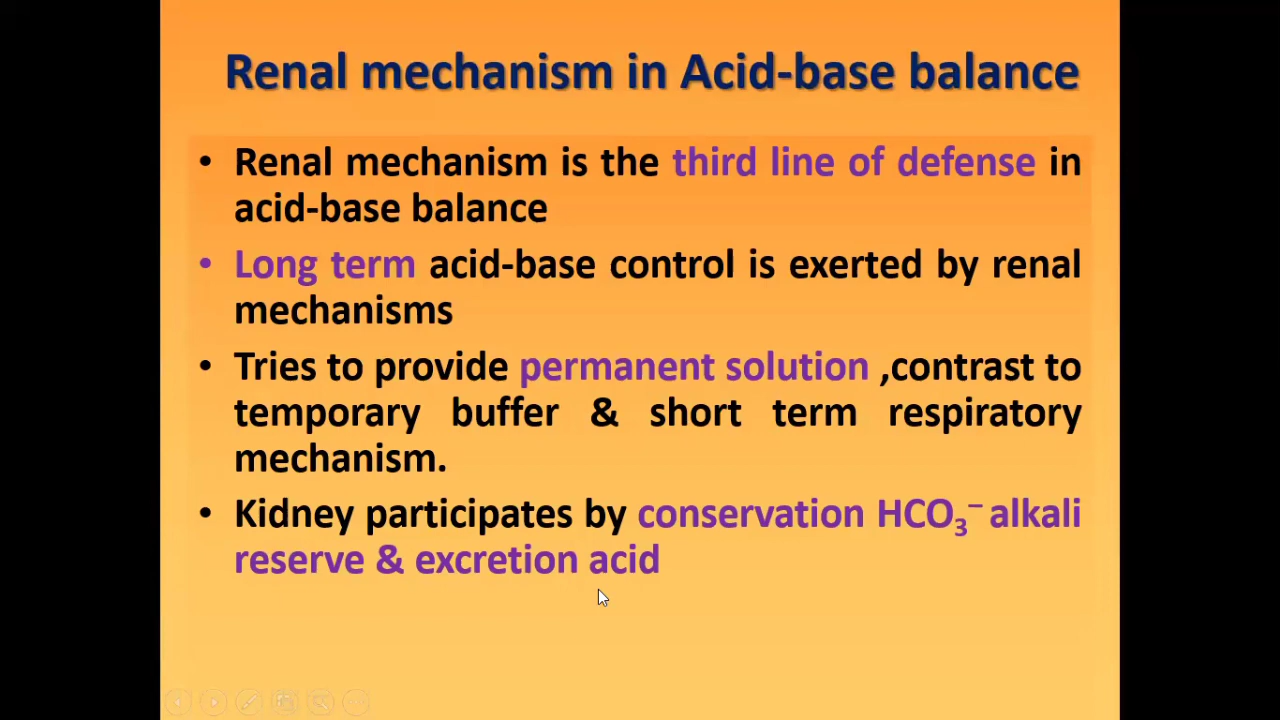 Renal mechanism in Acid-base balance
• Renal mechanism is the third line of defense in
acid-base balance
• Long term acid-base control is exerted by renal
mechanisms
• Tries to provide permanent solution ,contrast to
temporary buffer & short term respiratory
mechanism.
• Kidney participates by conservation HCO₃⁻ alkali
reserve & excretion acid